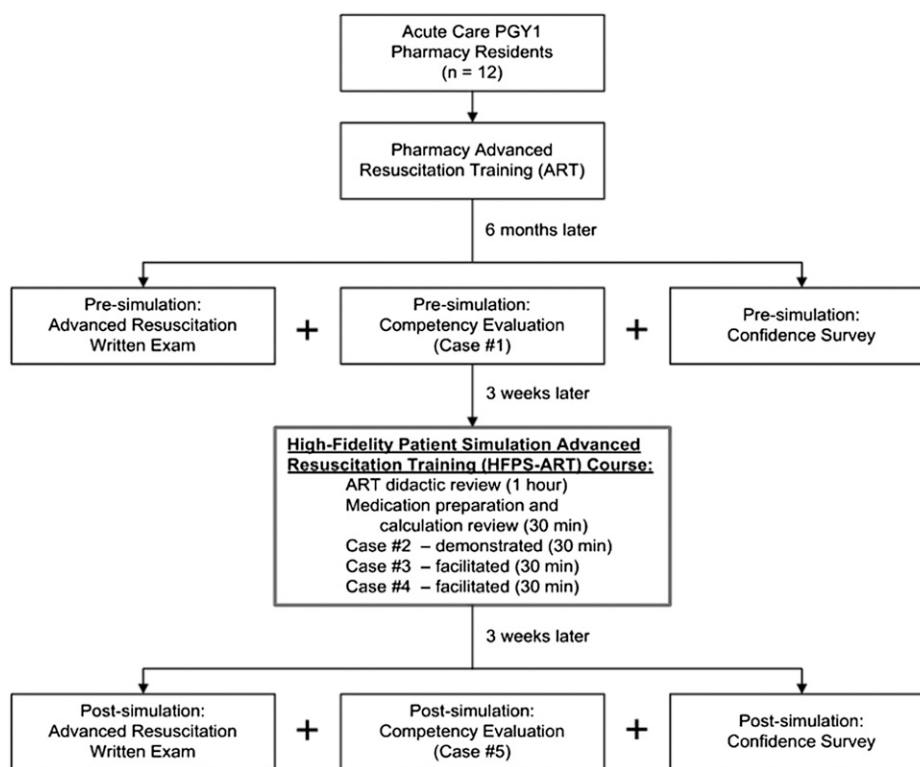 Acute Care PGY1
Pharmacy Residents
(n = 12)
Pharmacy Advanced
Resuscitation Training (ART)
6 months later
Pre-simulation:
Advanced Resuscitation
Written Exam
+
Pre-simulation:
Competency Evaluation
(Case #1)
+
Pre-simulation:
Confidence Survey
3 weeks later
High-Fidelity Patient Simulation Advanced
Resuscitation Training (HFPS-ART) Course:
ART didactic review (1 hour)
Medication preparation and
calculation review (30 min)
Case #2 – demonstrated (30 min)
Case #3 – facilitated (30 min)
Case #4 – facilitated (30 min)
3 weeks later
Post-simulation:
Advanced Resuscitation
Written Exam
+
Post-simulation:
Competency Evaluation
(Case #5)
+
Post-simulation:
Confidence Survey